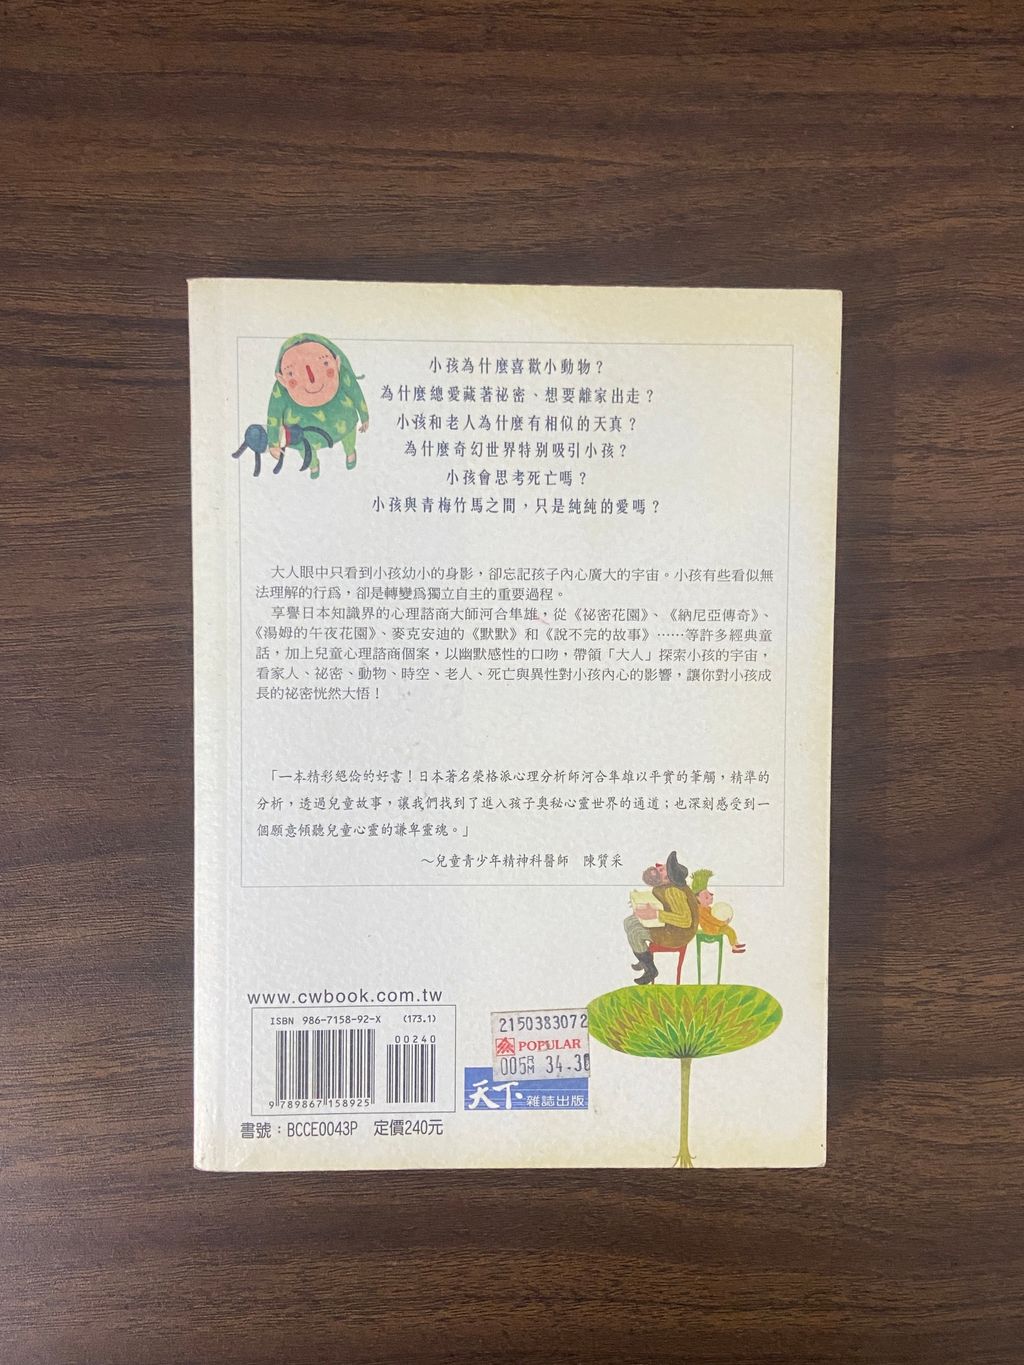 小孩為什麼喜歡小動物？
為什麼總愛藏著祕密、想要離家出走？
小孩和老人為什麼有相似的天真？
為什麼奇幻世界特別吸引小孩？
小孩會思考死亡嗎？
小孩與青梅竹馬之間，只是純純的愛嗎？
大人眼中只看到小孩幼小的身影，卻忘記孩子內心廣大的宇宙。小孩有些看似無
法理解的行為，卻是轉變為獨立自主的重要過程。
享譽日本知識界的心理諮商大師河合隼雄，從《祕密花園》、《納尼亞傳奇》、
《湯姆的午夜花園》、麥克安迪的《默默》和《說不完的故事》……等許多經典童
話，加上兒童心理諮商個案，以幽默感性的口吻，帶領「大人」探索小孩的宇宙，
看家人、祕密、動物、時空、老人、死亡與異性對小孩內心的影響，讓你對小孩成
長的祕密恍然大悟！
「一本精彩絕倫的好書！日本著名榮格派心理分析師河合隼雄以平實的筆觸，精準的
分析，透過兒童故事，讓我們找到了進入孩子奧秘心靈世界的通道；也深刻感受到一
個願意傾聽兒童心靈的謙卑靈魂。」
～兒童青少年精神科醫師　陳質采
www.cwbook.com.tw
ISBN 986-7158-92-X (173.1)
00240
9 789867 158925
書號：BCCE0043P　定價240元
2150383072
POPULAR
005 RM 34.30
天下雜誌出版